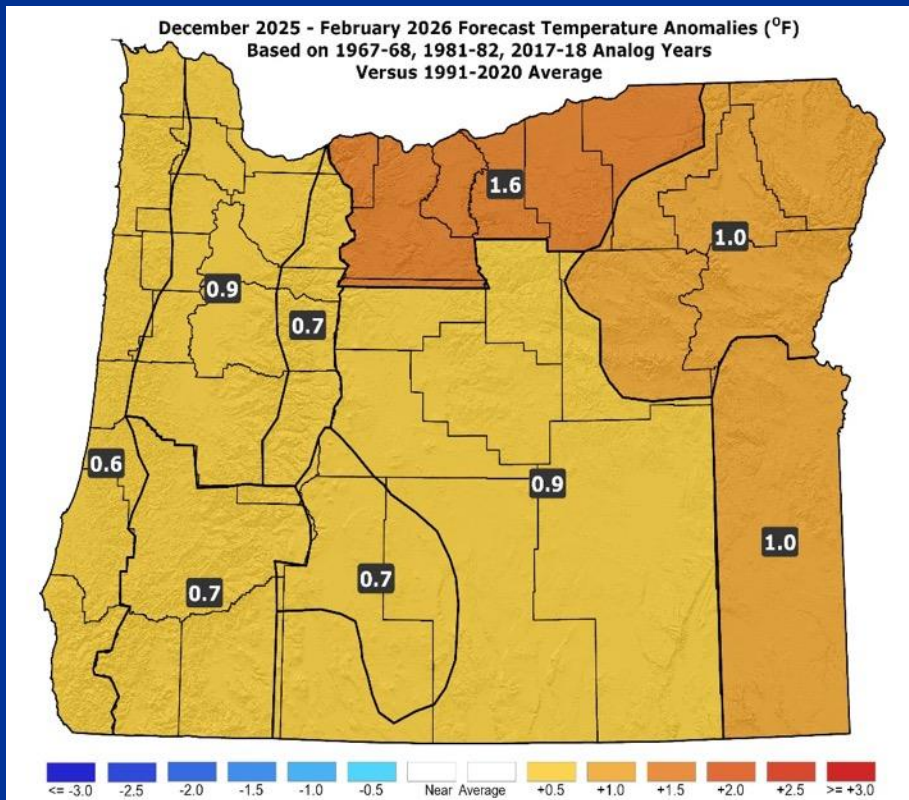 December 2025 - February 2026 Forecast Temperature Anomalies (⁰F)
Based on 1967-68, 1981-82, 2017-18 Analog Years
Versus 1991-2020 Average
1.6
1.0
0.9
0.7
0.6
0.9
1.0
0.7
0.7
<= -3.0 -2.5 -2.0 -1.5 -1.0 -0.5 Near Average +0.5 +1.0 +1.5 +2.0 +2.5 >= +3.0